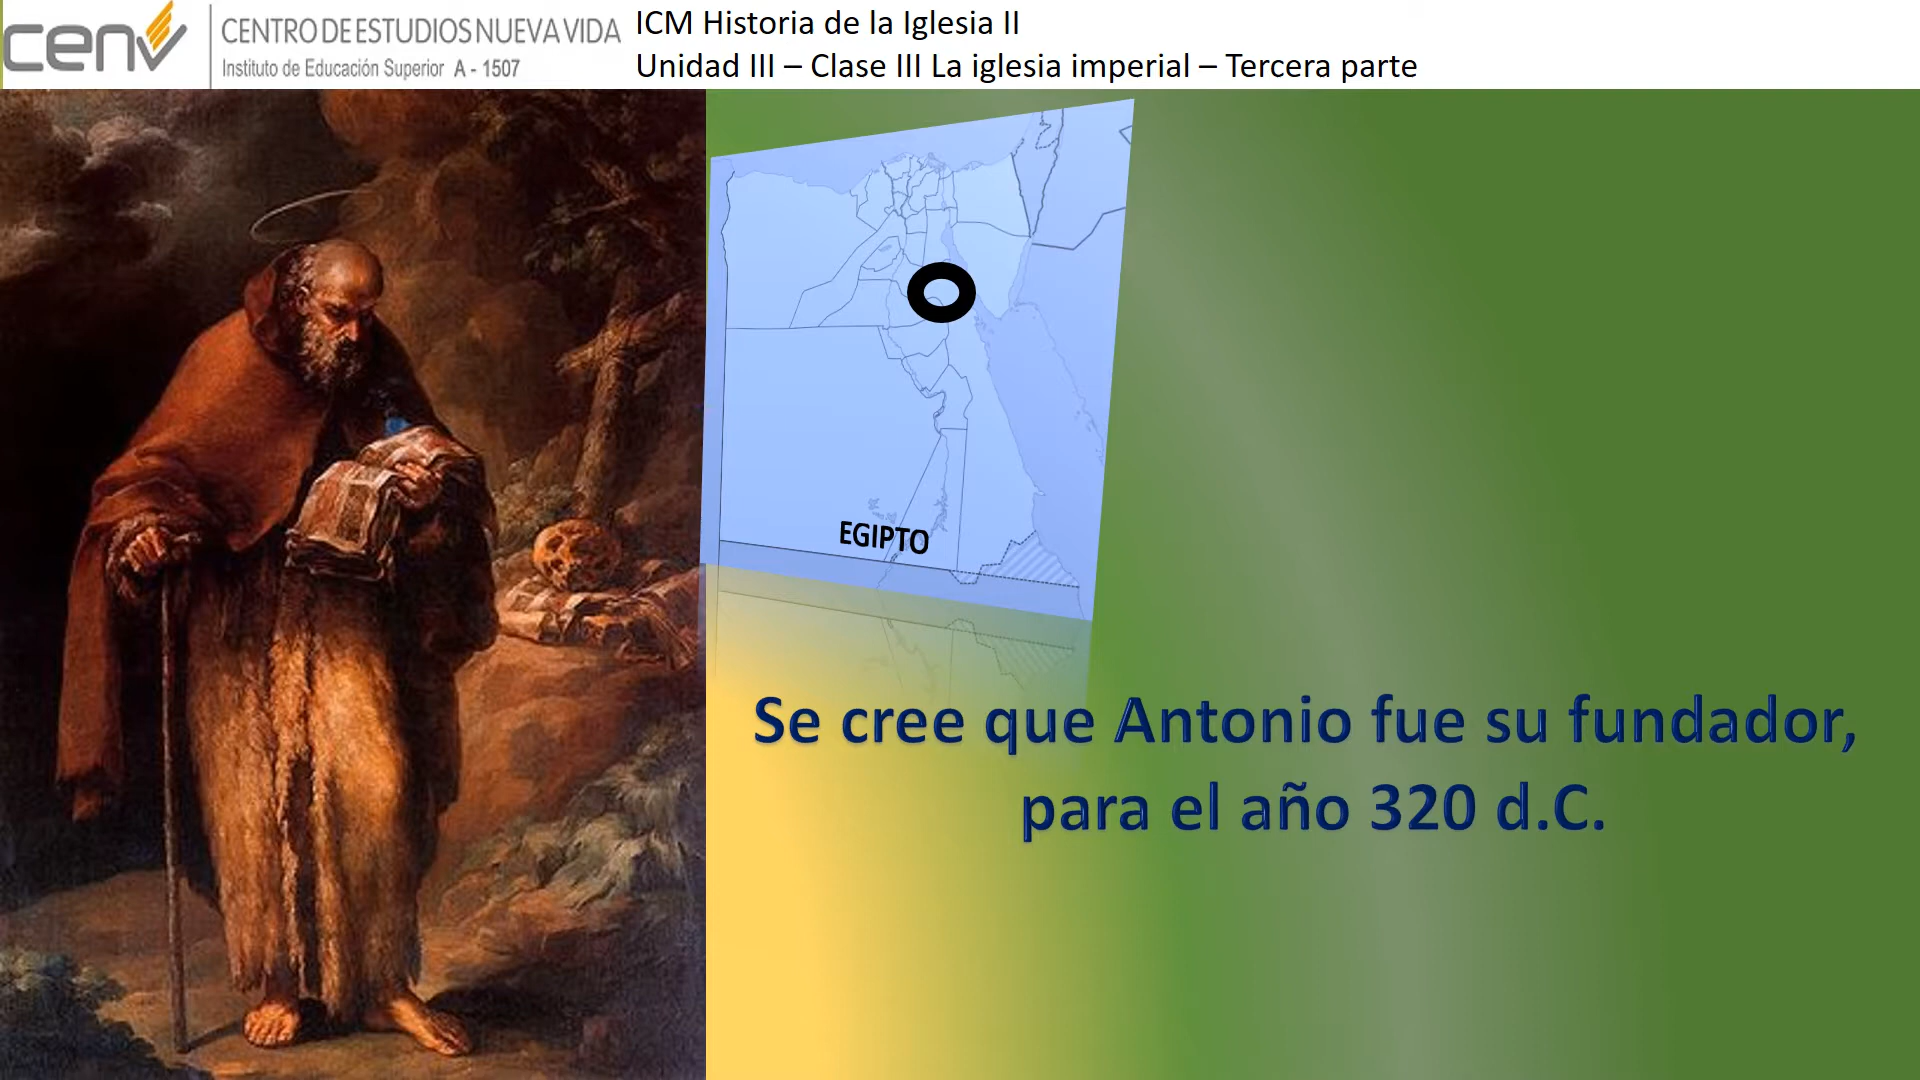 cenv
CENTRO DE ESTUDIOS NUEVA VIDA
Instituto de Educación Superior A - 1507
ICM Historia de la Iglesia II
Unidad III – Clase III La iglesia imperial – Tercera parte
EGIPTO
Se cree que Antonio fue su fundador,
para el año 320 d.C.